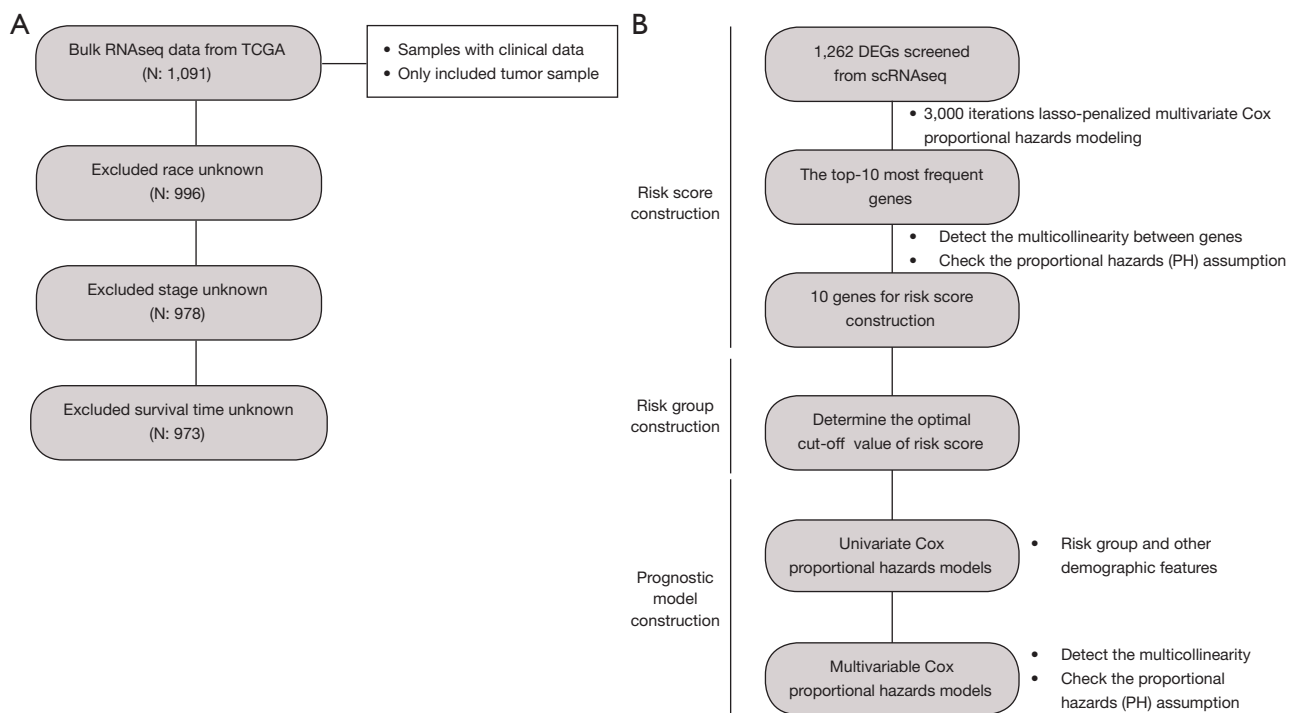 A
Bulk RNAseq data from TCGA
(N: 1,091)
• Samples with clinical data
• Only included tumor sample
Excluded race unknown
(N: 996)
Excluded stage unknown
(N: 978)
Excluded survival time unknown
(N: 973)
B
Risk score
construction
1,262 DEGs screened
from scRNAseq
• 3,000 iterations lasso-penalized multivariate Cox
proportional hazards modeling
The top-10 most frequent
genes
• Detect the multicollinearity between genes
• Check the proportional hazards (PH) assumption
10 genes for risk score
construction
Risk group
construction
Determine the optimal
cut-off value of risk score
Prognostic
model
construction
Univariate Cox
proportional hazards models
• Risk group and other
demographic features
Multivariable Cox
proportional hazards models
• Detect the multicollinearity
• Check the proportional
hazards (PH) assumption